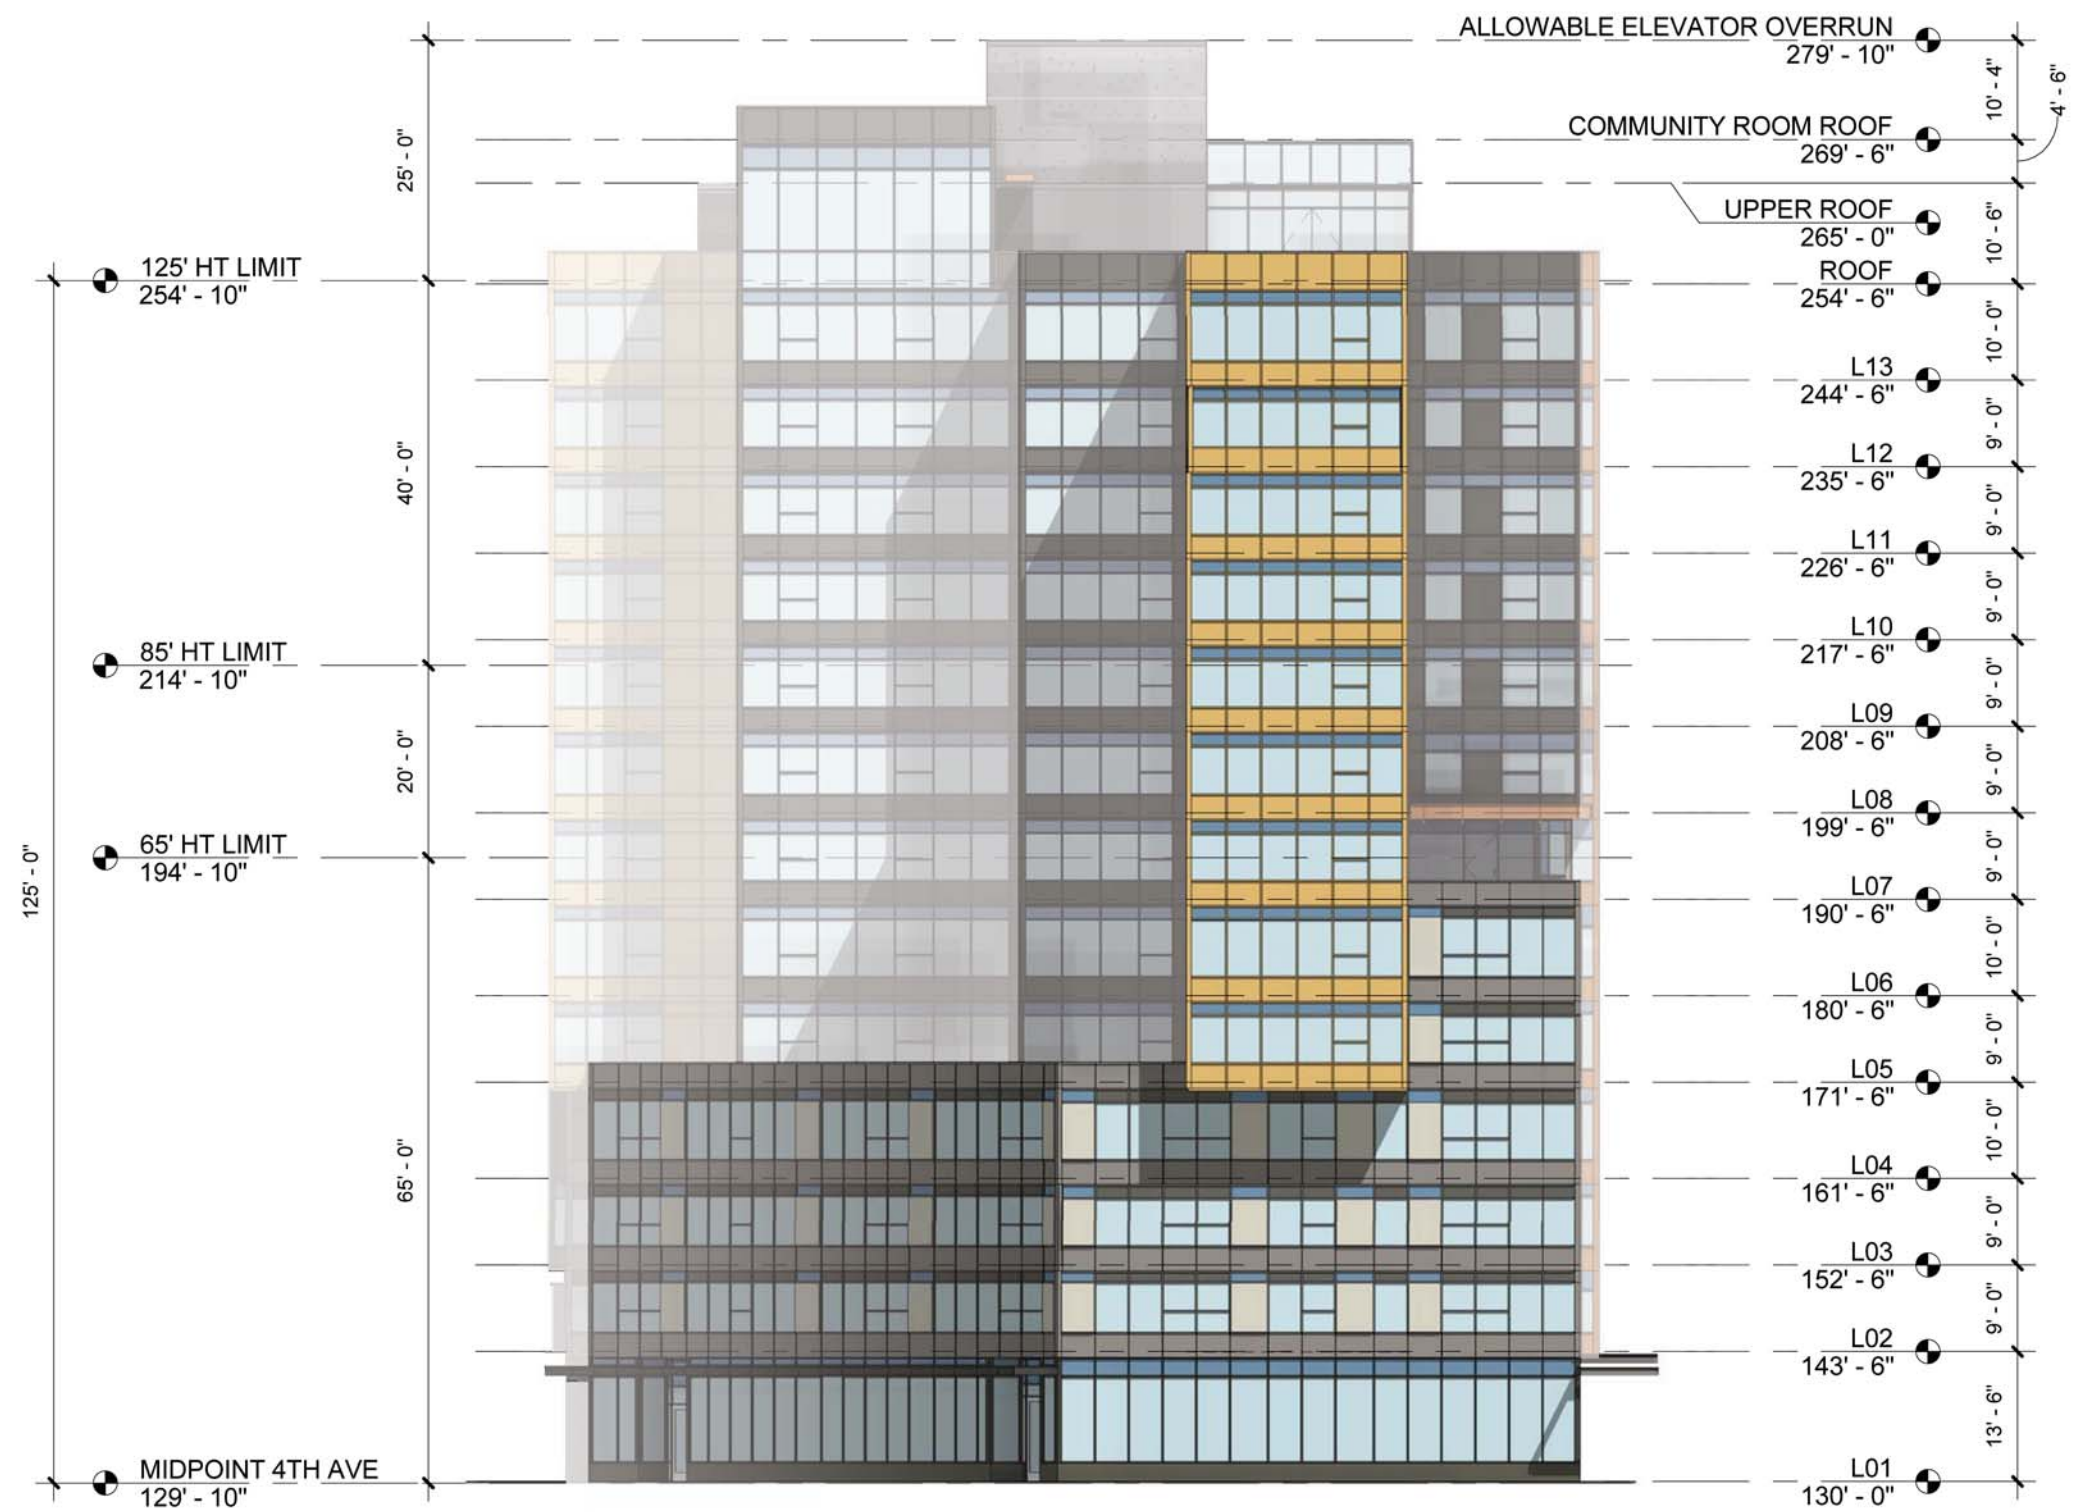 ALLOWABLE ELEVATOR OVERRUN
279' - 10"
10' - 4"
4' - 6"
COMMUNITY ROOM ROOF
269' - 6"
25' - 0"
UPPER ROOF
265' - 0"
10' - 6"
125' HT LIMIT
254' - 10"
ROOF
254' - 6"
10' - 0"
L13
244' - 6"
9' - 0"
40' - 0"
L12
235' - 6"
9' - 0"
L11
226' - 6"
9' - 0"
L10
217' - 6"
85' HT LIMIT
214' - 10"
9' - 0"
L09
208' - 6"
20' - 0"
9' - 0"
L08
199' - 6"
65' HT LIMIT
194' - 10"
9' - 0"
125' - 0"
L07
190' - 6"
10' - 0"
L06
180' - 6"
9' - 0"
L05
171' - 6"
10' - 0"
65' - 0"
L04
161' - 6"
9' - 0"
L03
152' - 6"
9' - 0"
L02
143' - 6"
13' - 6"
MIDPOINT 4TH AVE
129' - 10"
L01
130' - 0"